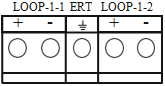 LOOP-1-1 ERT LOOP-1-2
+ - + -